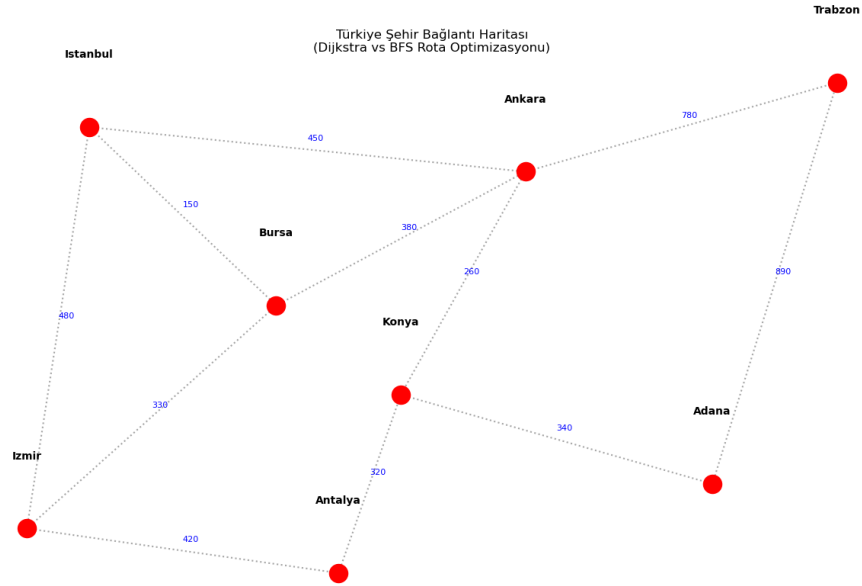 Trabzon
Türkiye Şehir Bağlantı Haritası
(Dijkstra vs BFS Rota Optimizasyonu)
Istanbul
Ankara
780
450
150
Bursa
380
260
890
480
Konya
330
Adana
340
Izmir
320
Antalya
420